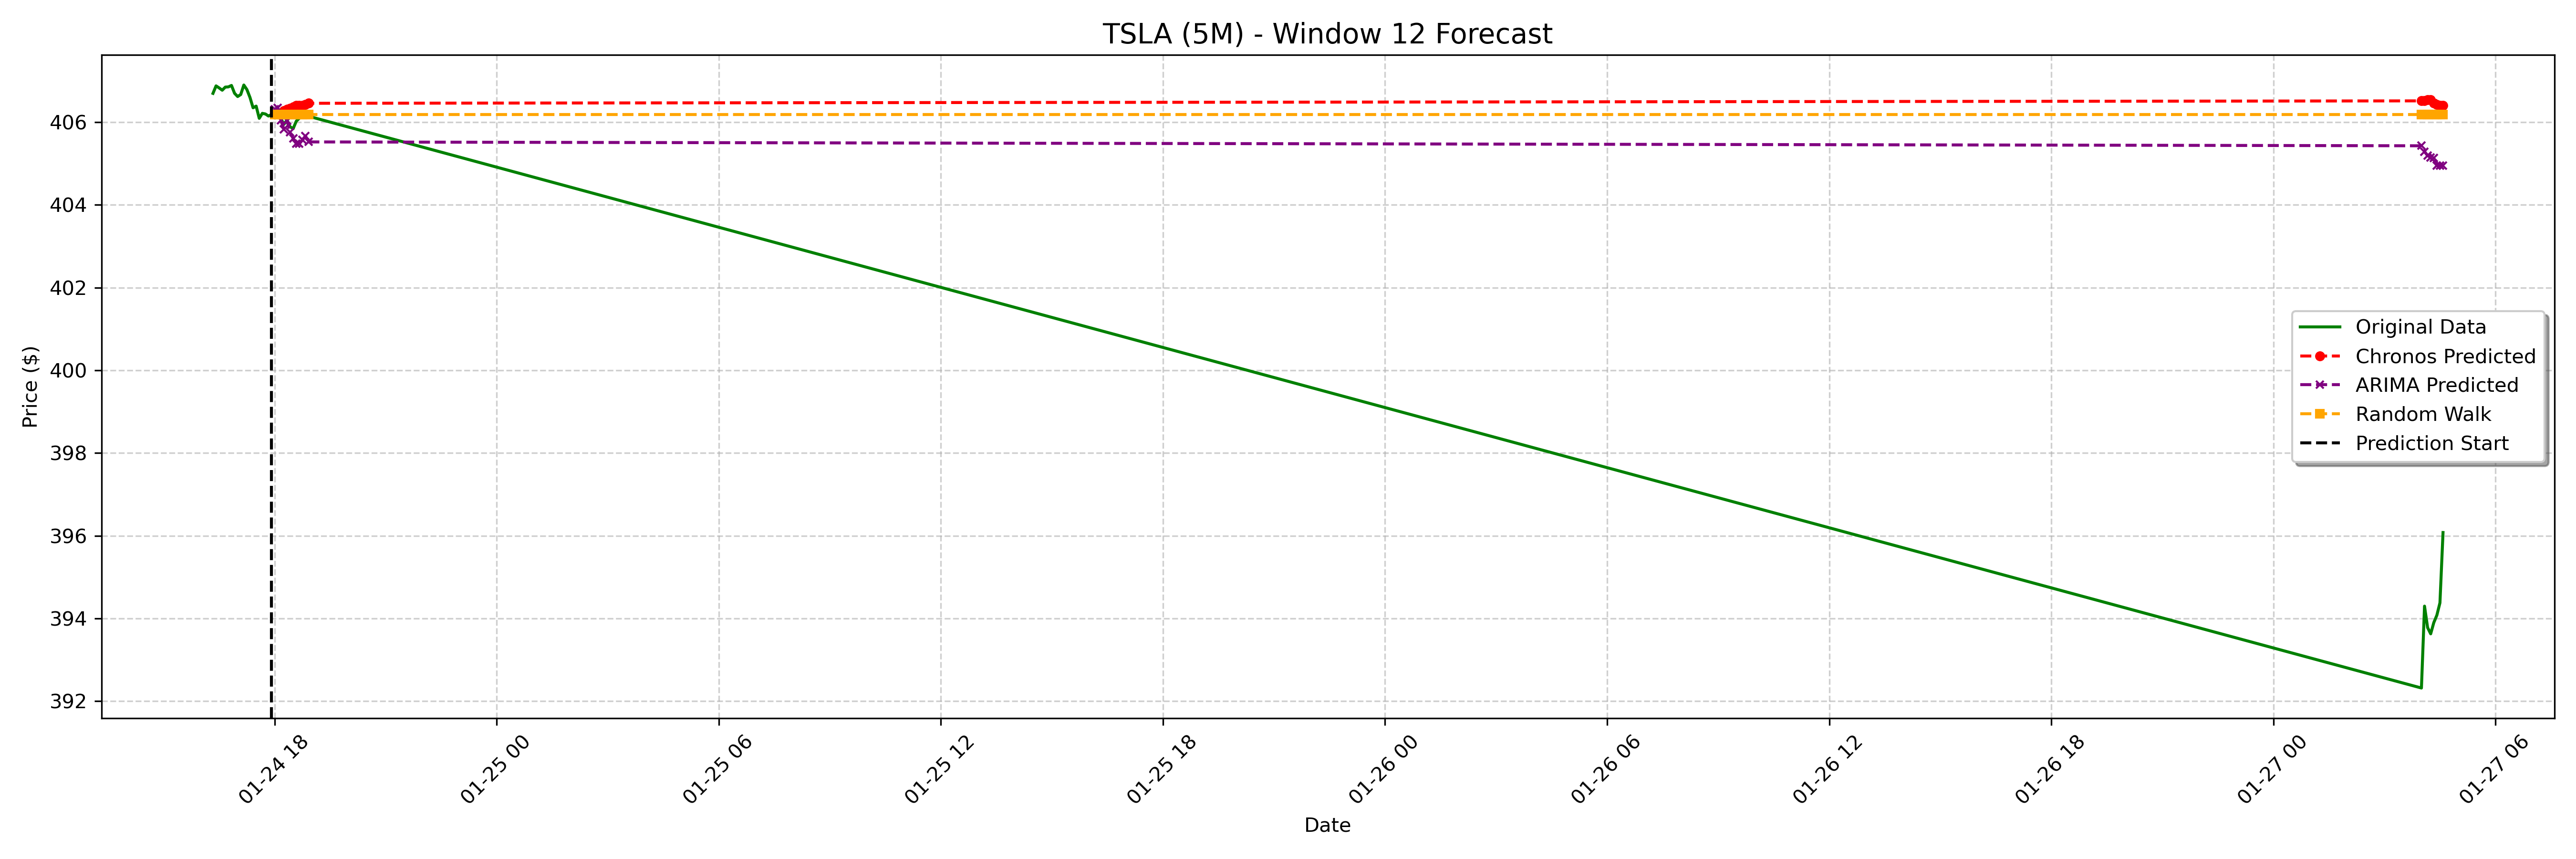 TSLA (5M) - Window 12 Forecast
Price ($)
406
404
402
400
398
396
394
392
Original Data
Chronos Predicted
ARIMA Predicted
Random Walk
Prediction Start
01-24 18
01-25 00
01-25 06
01-25 12
01-25 18
01-26 00
01-26 06
01-26 12
01-26 18
01-27 00
01-27 06
Date